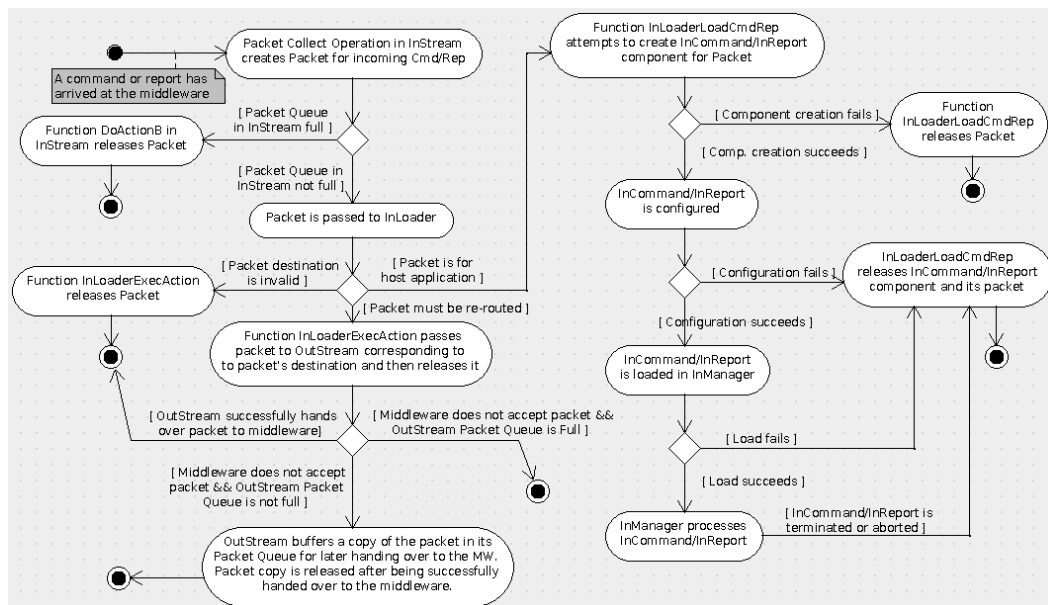 Packet Collect Operation in InStream
creates Packet for incoming Cmd/Rep
A command or report has
arrived at the middleware
[ Packet Queue
in InStream full ]
Function DoActionB in
InStream releases Packet
[ Packet Queue in
InStream not full ]
Packet is passed to InLoader
[ Packet destination
is invalid ]
[ Packet is for
host application ]
Function InLoaderExecAction
releases Packet
[ Packet must be re-routed ]
Function InLoaderExecAction passes
packet to OutStream corresponding to
to packet's destination and then releases it
[ OutStream successfully hands
over packet to middleware]
[ Middleware does not accept packet &&
OutStream Packet Queue is Full ]
[ Middleware does not accept
packet && OutStream Packet
Queue is not full ]
OutStream buffers a copy of the packet in its
Packet Queue for later handing over to the MW.
Packet copy is released after being successfully
handed over to the middleware.
Function InLoaderLoadCmdRep
attempts to create InCommand/InReport
component for Packet
[ Component creation fails ]
Function
InLoaderLoadCmdRep
releases Packet
[ Comp. creation succeeds ]
InCommand/InReport
is configured
[ Configuration fails ]
InLoaderLoadCmdRep
releases InCommand/InReport
component and its packet
[ Configuration succeeds ]
InCommand/InReport
is loaded in InManager
[ Load fails ]
[ Load succeeds ]
InManager processes
InCommand/InReport
[ InCommand/InReport is
terminated or aborted ]